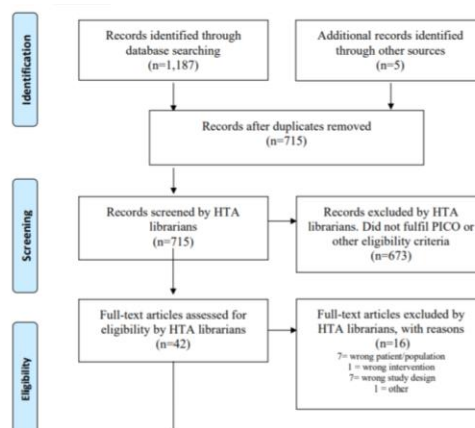 Identification
Records identified through
database searching
(n=1,187)
Additional records identified
through other sources
(n=5)
Records after duplicates removed
(n=715)
Screening
Records screened by HTA
librarians
(n=715)
Records excluded by HTA
librarians. Did not fulfil PICO or
other eligibility criteria
(n=673)
Eligibility
Full-text articles assessed for
eligibility by HTA librarians
(n=42)
Full-text articles excluded by
HTA librarians, with reasons
(n=16)
7= wrong patient/population
1 = wrong intervention
7= wrong study design
1 = other